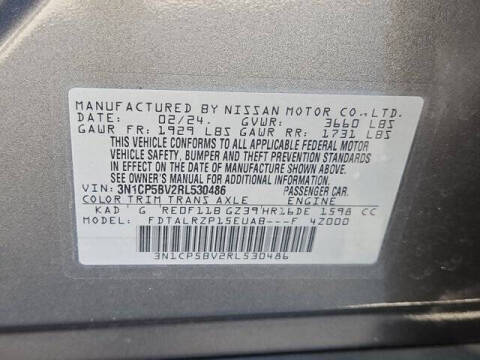 MANUFACTURED BY NISSAN MOTOR CO.,LTD.
DATE: 02/24. GVWR: 3660 LBS
GAWR FR: 1929 LBS GAWR RR: 1731 LBS
THIS VEHICLE CONFORMS TO ALL APPLICABLE FEDERAL MOTOR
VEHICLE SAFETY, BUMPER AND THEFT PREVENTION STANDARDS
IN EFFECT ON THE DATE OF MANUFACTURE SHOWN ABOVE.
SEE OWNER'S MANUAL FOR ADDITIONAL INFORMATION.
VIN: 3N1CP5BV2RL530486 PASSENGER CAR.
COLOR TRIM TRANS AXLE ENGINE
KAD G RE0F11B GZ39 HR16DE 1598 CC
MODEL: FDTALRZP15EUAB---F 4Z000
3N1CP5BV2RL530486